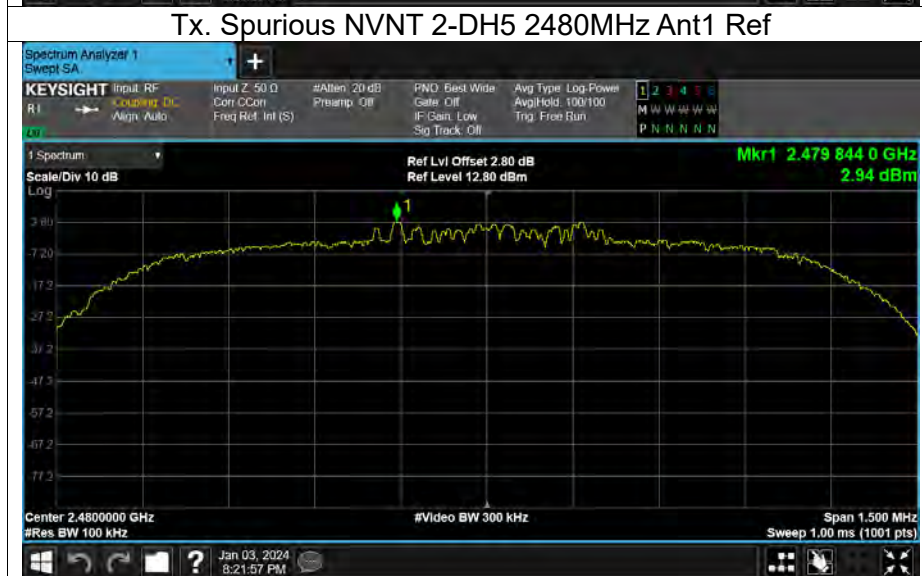 Tx. Spurious NVNT 2-DH5 2480MHz Ant1 Ref
Spectrum Analyzer 1
Swept SA
+
KEYSIGHT Input: RF
Coupling: DC
Align: Auto
Input Z: 50 Ω
Corr CCorr
Freq Ref: Int (S)
#Atten: 20 dB
Preamp: Off
PNO: Best Wide
Gate: Off
IF Gain: Low
Sig Track: Off
Avg Type: Log-Power
Avg|Hold: 100/100
Trig: Free Run
1 2 3 4 5 6
M W W W W W
P N N N N N
1 Spectrum
Scale/Div 10 dB
Log
Ref Lvl Offset 2.80 dB
Ref Level 12.80 dBm
Mkr1 2.479 844 0 GHz
2.94 dBm
1
-7.20
-17.2
-27.2
-37.2
-47.2
-57.2
-67.2
-77.2
Center 2.4800000 GHz
#Res BW 100 kHz
#Video BW 300 kHz
Span 1.500 MHz
Sweep 1.00 ms (1001 pts)
?
Jan 03, 2024
8:21:57 PM